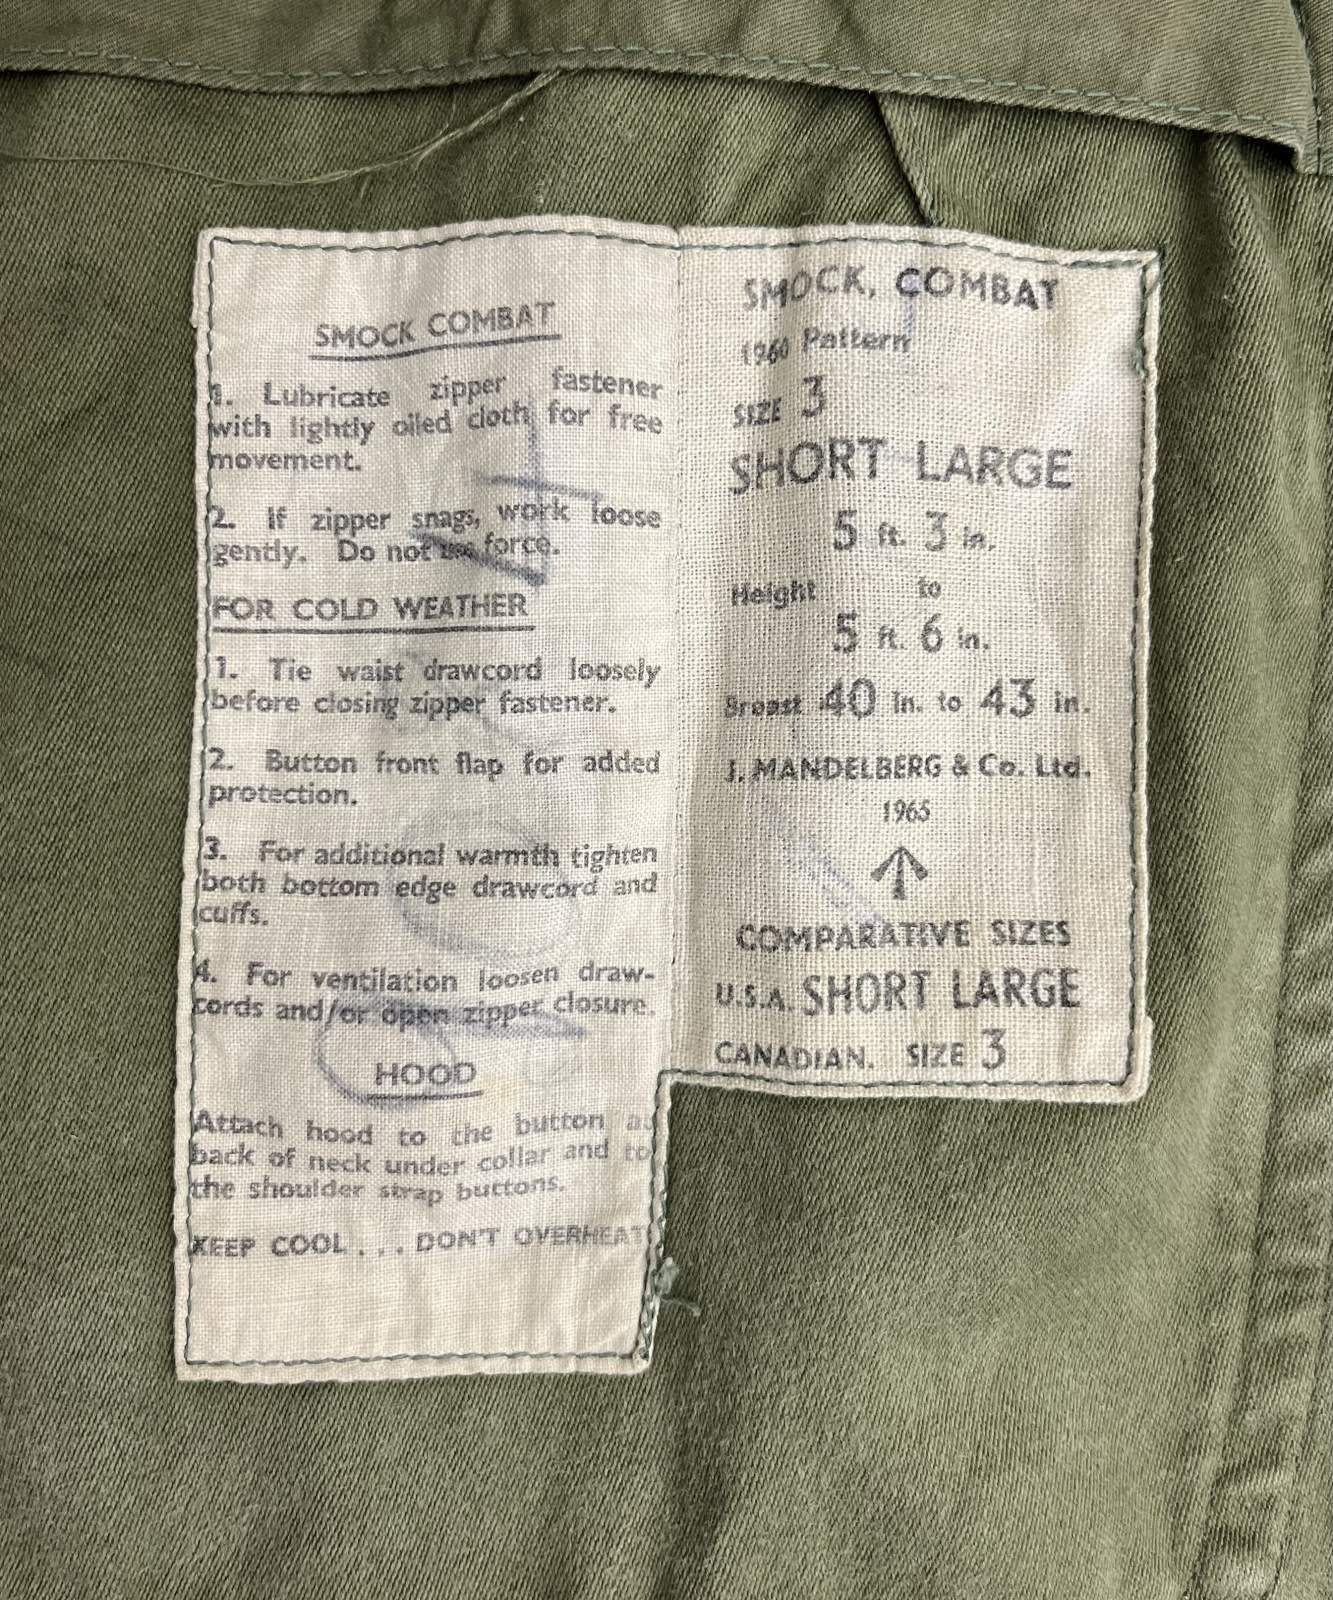 SMOCK COMBAT
1. Lubricate zipper fastener
with lightly oiled cloth for free
movement.
2. If zipper snags, work loose
gently. Do not use force.
FOR COLD WEATHER
1. Tie waist drawcord loosely
before closing zipper fastener.
2. Button front flap for added
protection.
3. For additional warmth tighten
both bottom edge drawcord and
cuffs.
4. For ventilation loosen draw-
cords and/or open zipper closure.
HOOD
Attach hood to the button at
back of neck under collar and to
the shoulder strap buttons.
KEEP COOL . . . DON'T OVERHEAT
SMOCK, COMBAT
1960 Pattern
SIZE 3
SHORT LARGE
5 ft. 3 in.
Height to
5 ft. 6 in.
Breast 40 in. to 43 in.
J. MANDELBERG & Co. Ltd.
1965
COMPARATIVE SIZES
U.S.A. SHORT LARGE
CANADIAN. SIZE 3